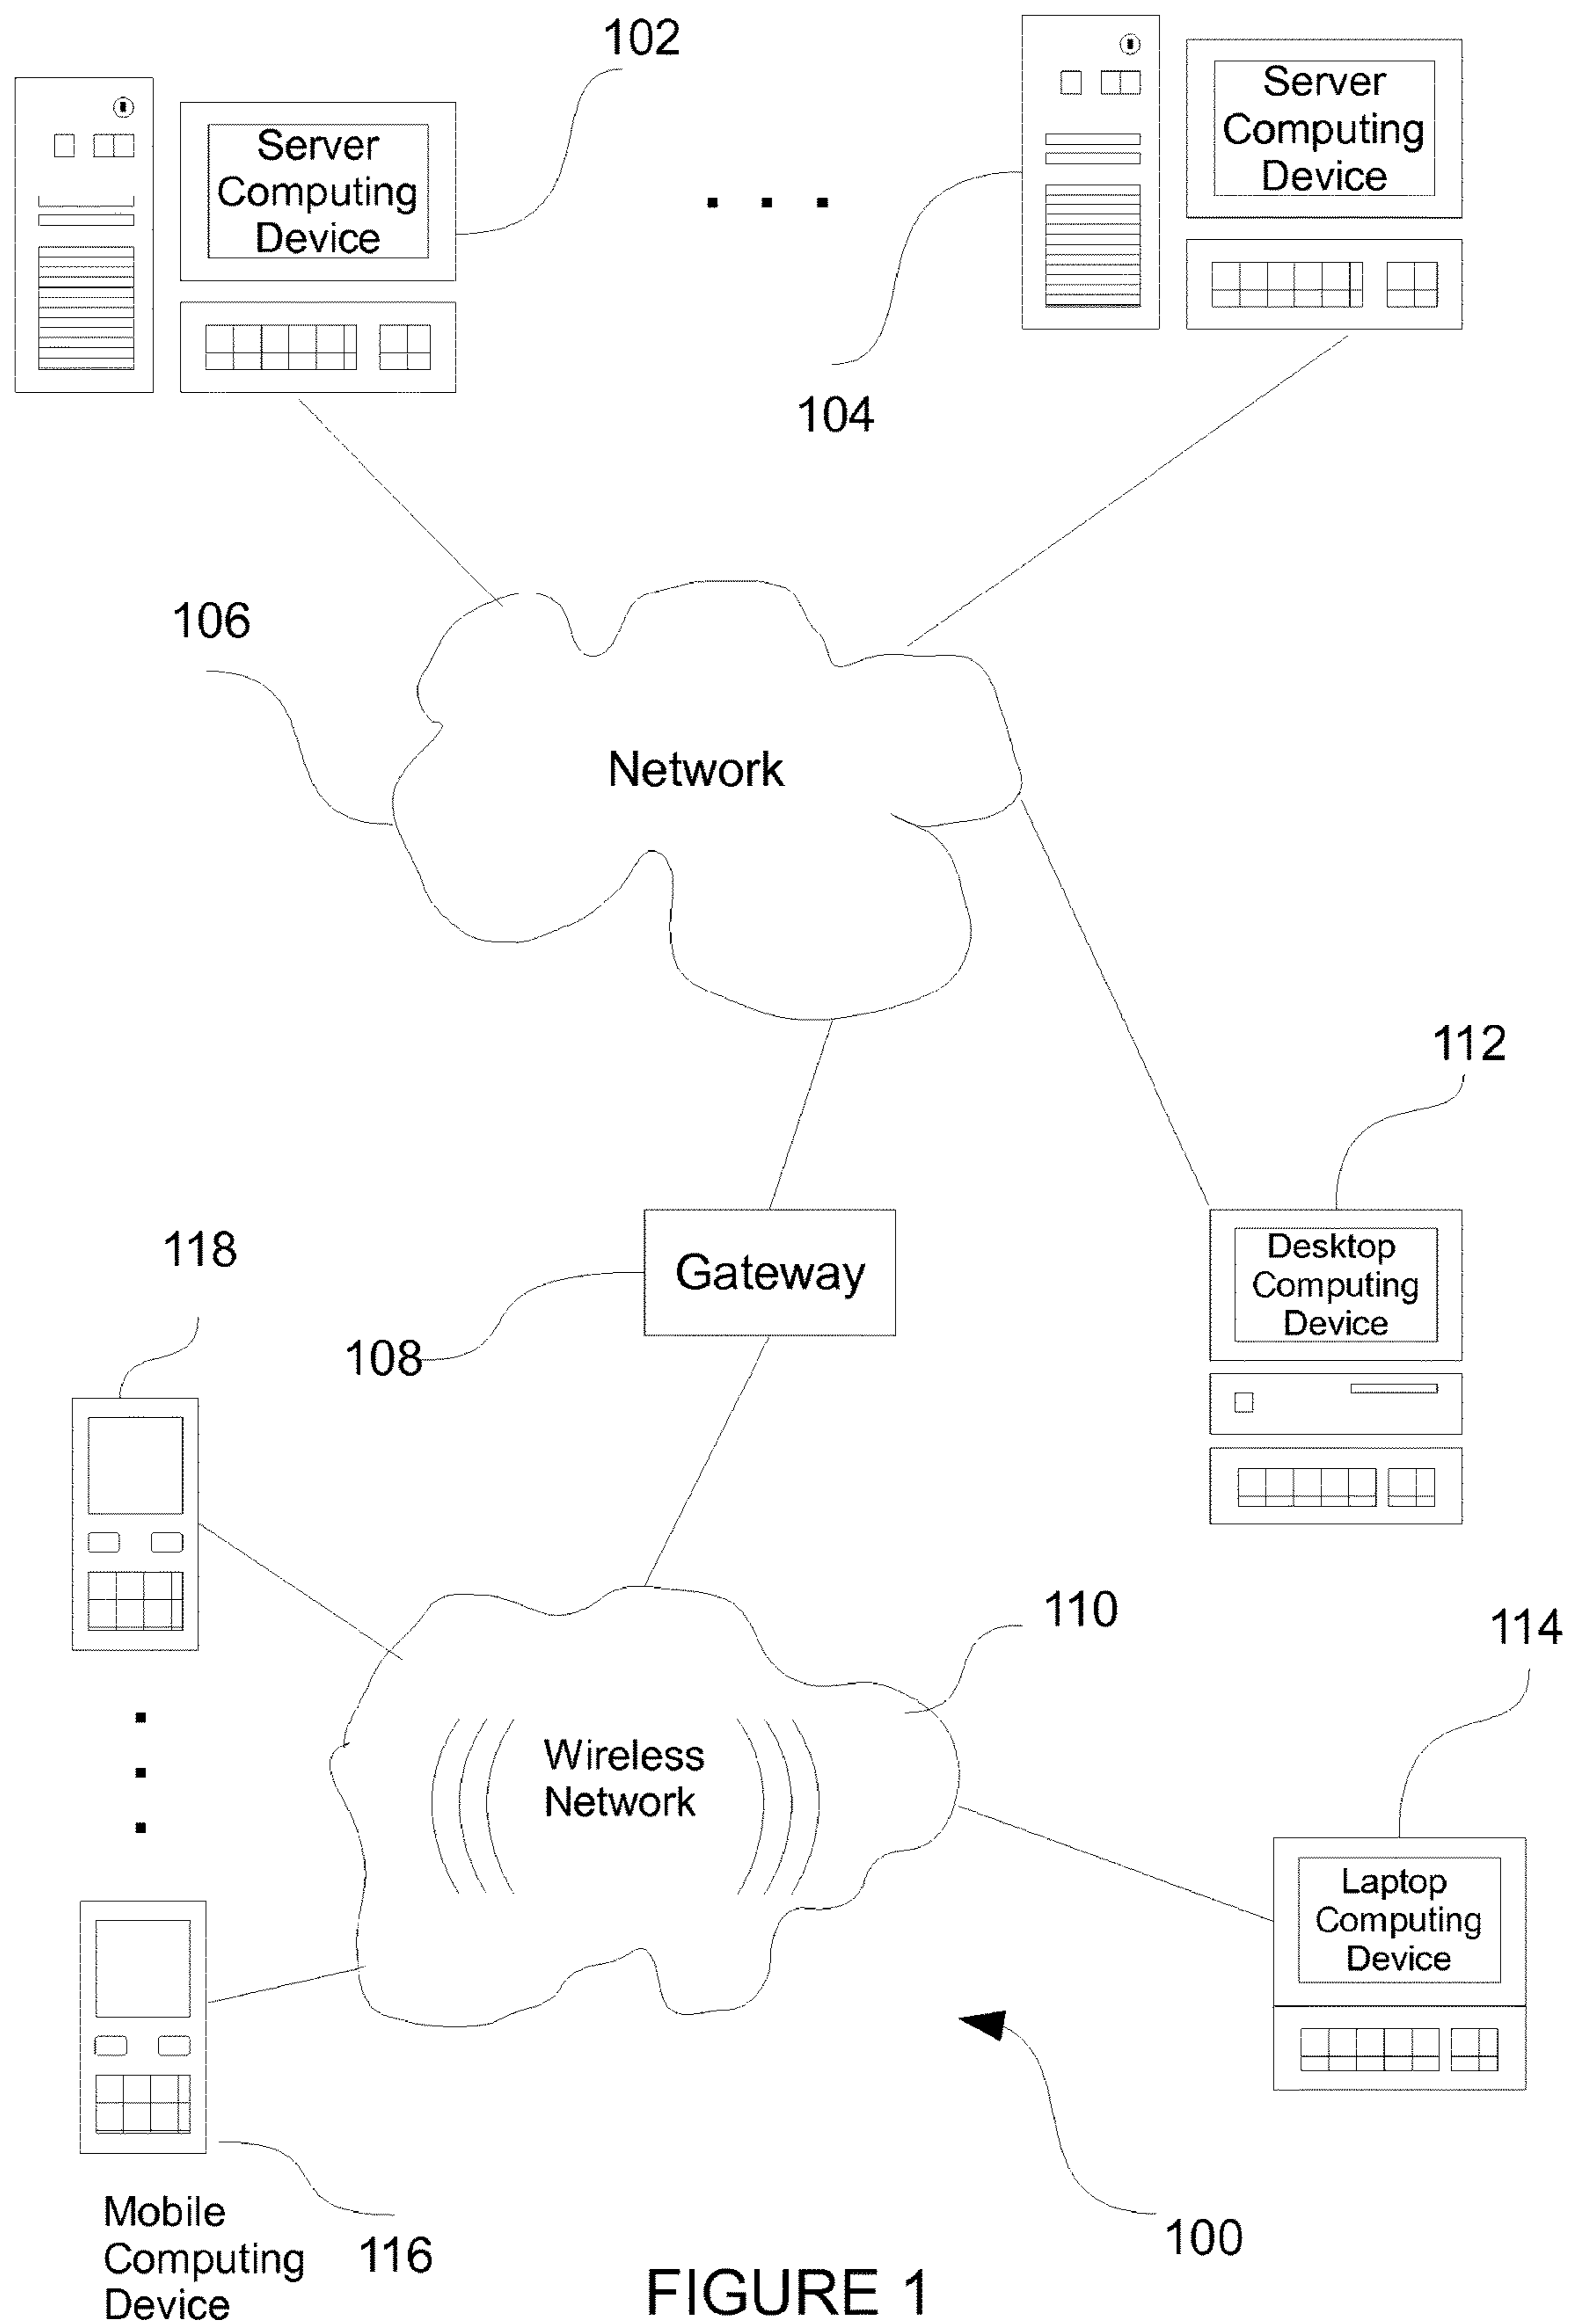 102
Server
Computing
Device
Server
Computing
Device
104
106
Network
112
118
Gateway
Desktop
Computing
Device
108
110
114
Wireless
Network
Laptop
Computing
Device
100
Mobile
Computing
Device
116
FIGURE 1